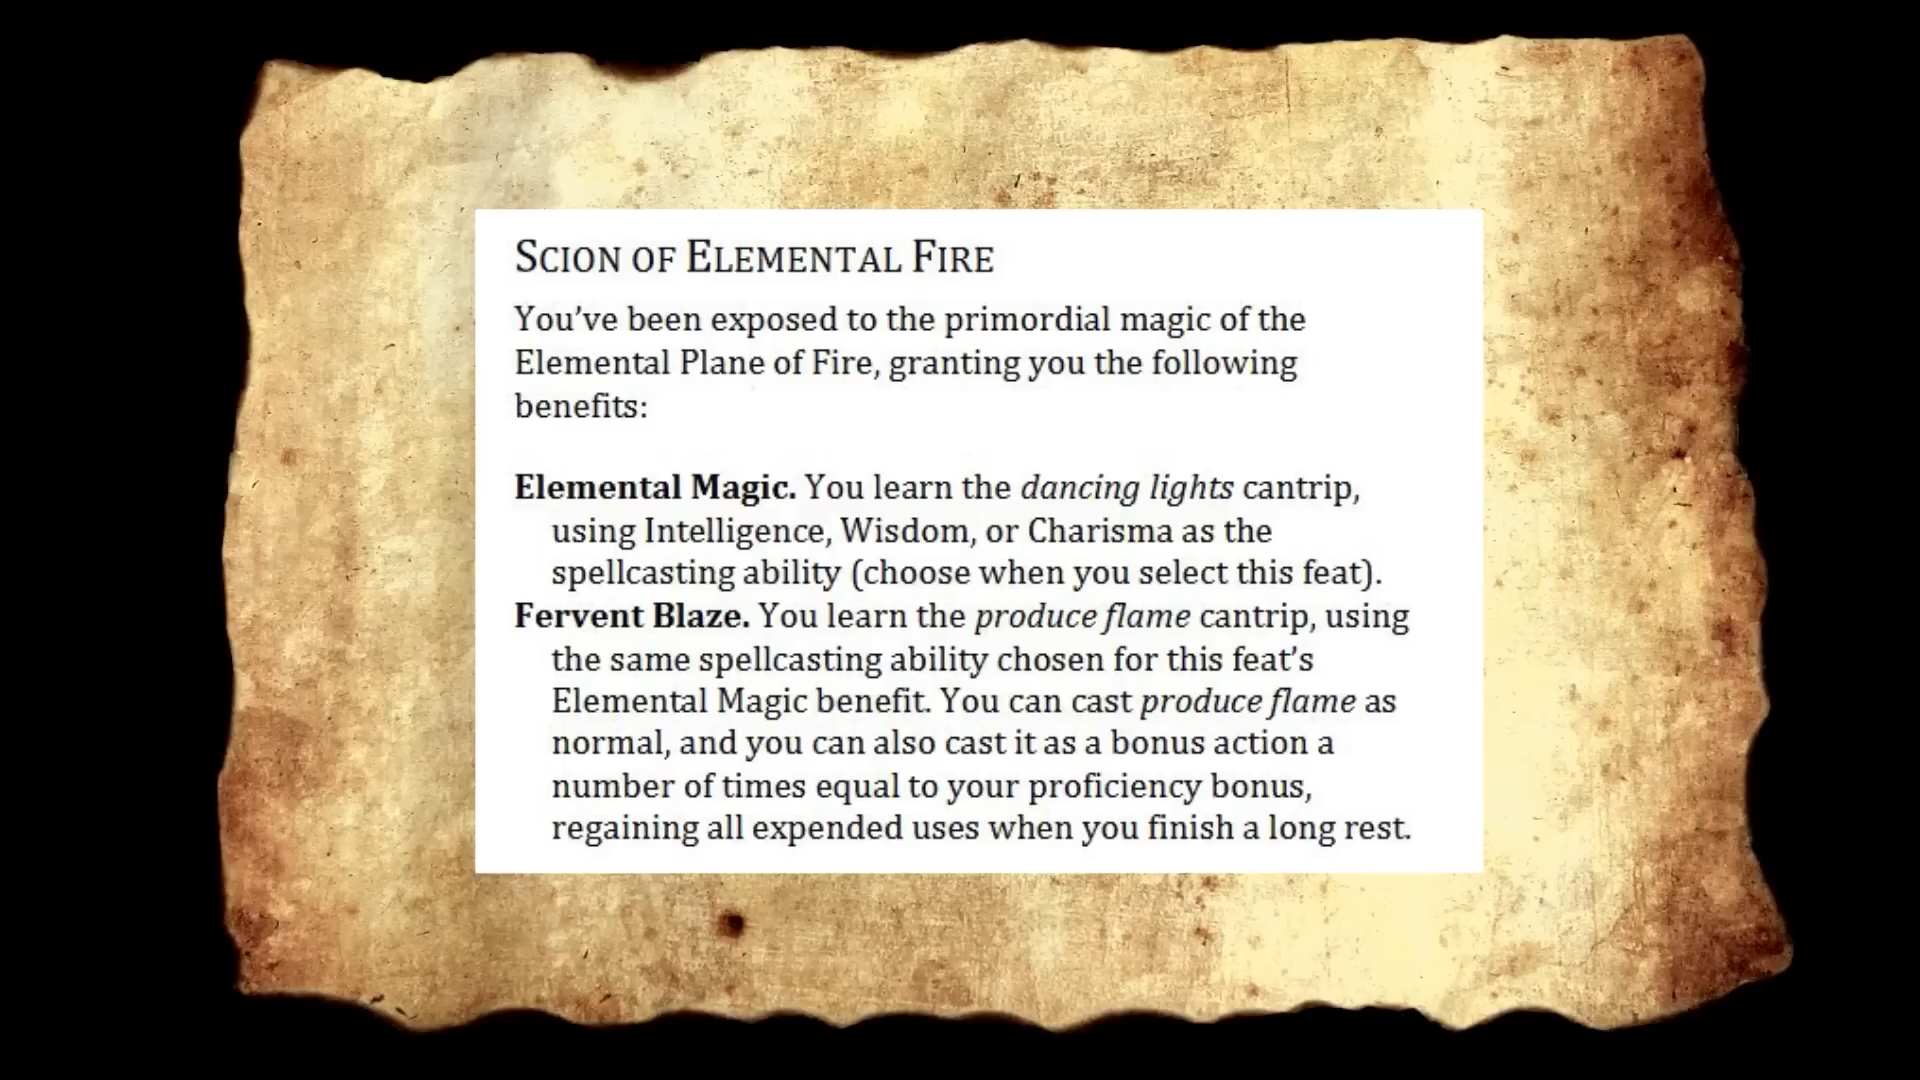 SCION OF ELEMENTAL FIRE
You've been exposed to the primordial magic of the
Elemental Plane of Fire, granting you the following
benefits:
Elemental Magic. You learn the dancing lights cantrip,
using Intelligence, Wisdom, or Charisma as the
spellcasting ability (choose when you select this feat).
Fervent Blaze. You learn the produce flame cantrip, using
the same spellcasting ability chosen for this feat's
Elemental Magic benefit. You can cast produce flame as
normal, and you can also cast it as a bonus action a
number of times equal to your proficiency bonus,
regaining all expended uses when you finish a long rest.